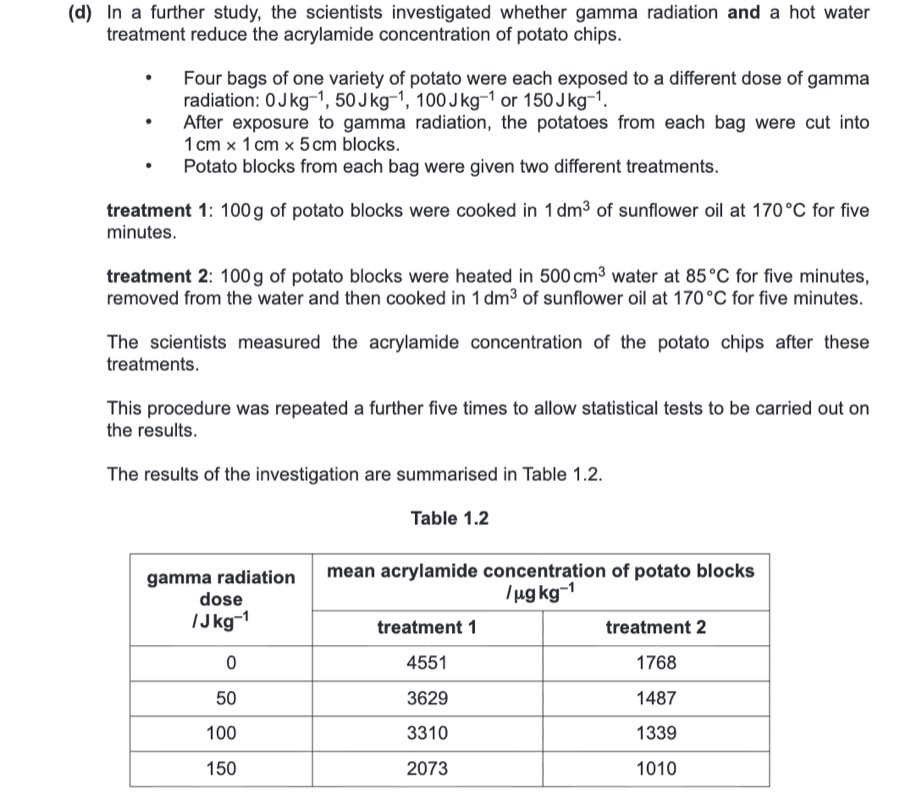 (d) In a further study, the scientists investigated whether gamma radiation and a hot water
treatment reduce the acrylamide concentration of potato chips.
• Four bags of one variety of potato were each exposed to a different dose of gamma
radiation: 0 J kg⁻¹, 50 J kg⁻¹, 100 J kg⁻¹ or 150 J kg⁻¹.
• After exposure to gamma radiation, the potatoes from each bag were cut into
1 cm × 1 cm × 5 cm blocks.
• Potato blocks from each bag were given two different treatments.
treatment 1: 100 g of potato blocks were cooked in 1 dm³ of sunflower oil at 170 °C for five
minutes.
treatment 2: 100 g of potato blocks were heated in 500 cm³ water at 85 °C for five minutes,
removed from the water and then cooked in 1 dm³ of sunflower oil at 170 °C for five minutes.
The scientists measured the acrylamide concentration of the potato chips after these
treatments.
This procedure was repeated a further five times to allow statistical tests to be carried out on
the results.
The results of the investigation are summarised in Table 1.2.
Table 1.2
gamma radiation
dose
/ J kg⁻¹
mean acrylamide concentration of potato blocks
/ μg kg⁻¹
treatment 1 treatment 2
0 4551 1768
50 3629 1487
100 3310 1339
150 2073 1010